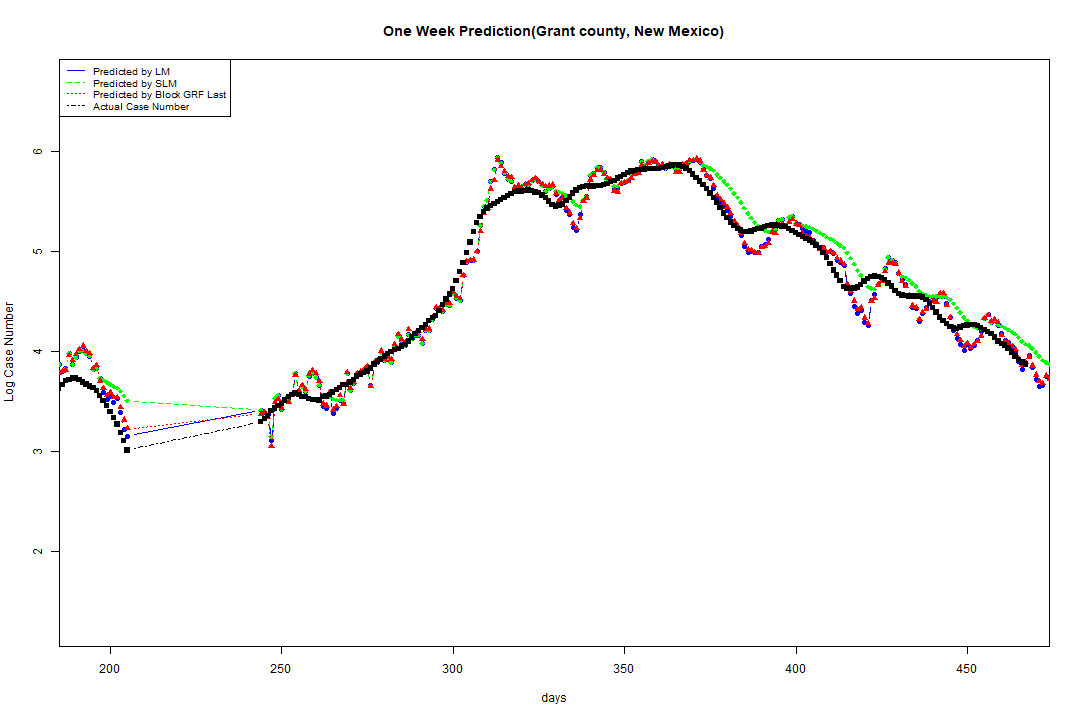 One Week Prediction(Grant county, New Mexico)
Predicted by LM
Predicted by SLM
Predicted by Block GRF Last
Actual Case Number
6
5
4
3
2
Log Case Number
200 250 300 350 400 450
days